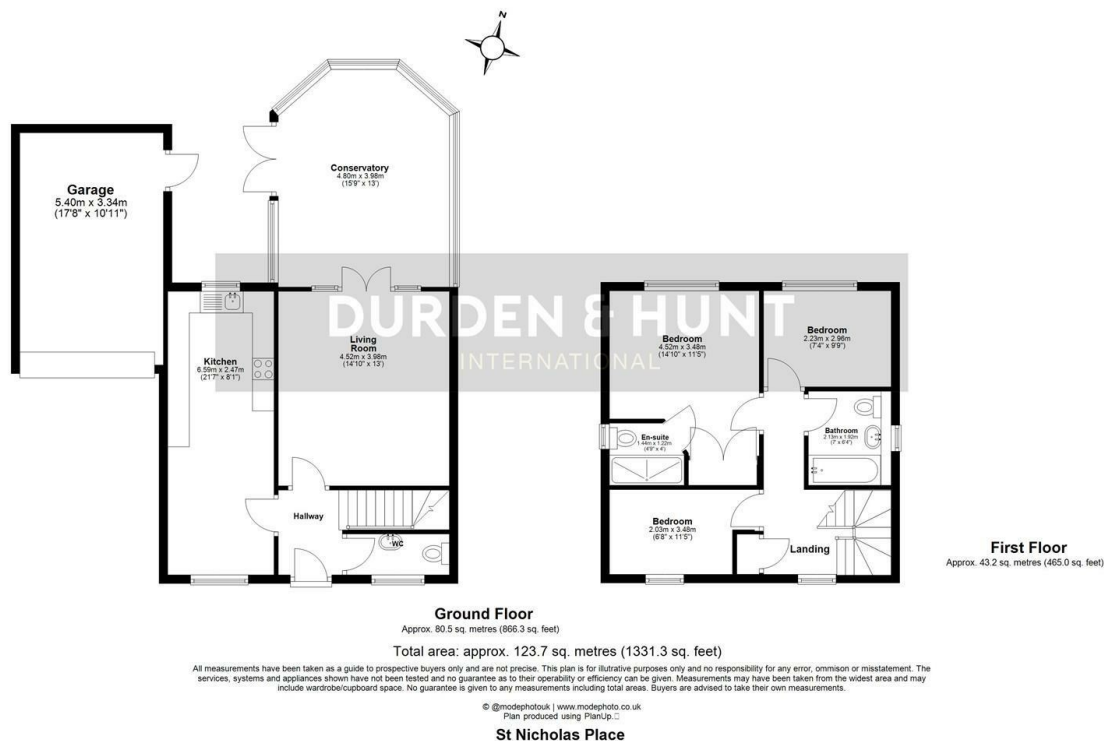 N
Conservatory
4.80m x 3.98m
(15'9" x 13')
Garage
5.40m x 3.34m
(17'8" x 10'11")
DURDEN & HUNT
INTERNATIONAL
Living
Room
4.52m x 3.98m
(14'10" x 13')
Kitchen
6.59m x 2.47m
(21'7" x 8'1")
Hallway
WC
Bedroom
4.52m x 3.48m
(14'10" x 11'5")
Bedroom
2.23m x 2.96m
(7'4" x 9'9")
En-suite
1.44m x 1.22m
(4'9" x 4')
Bathroom
2.13m x 1.92m
(7' x 6'4")
Bedroom
2.03m x 3.48m
(6'8" x 11'5")
Landing
First Floor
Approx. 43.2 sq. metres (465.0 sq. feet)
Ground Floor
Approx. 80.5 sq. metres (866.3 sq. feet)
Total area: approx. 123.7 sq. metres (1331.3 sq. feet)
All measurements have been taken as a guide to prospective buyers only and are not precise. This plan is for illutrative purposes only and no responsibility for any error, ommison or misstatement. The
services, systems and appliances shown have not been tested and no guarantee as to their operability or efficiency can be given. Measurements may have been taken from the widest area and may
include wardrobe/cupboard space. No guarantee is given to any measurements including total areas. Buyers are advised to take their own measurements.
© @modephotouk | www.modephoto.co.uk
Plan produced using PlanUp.
St Nicholas Place